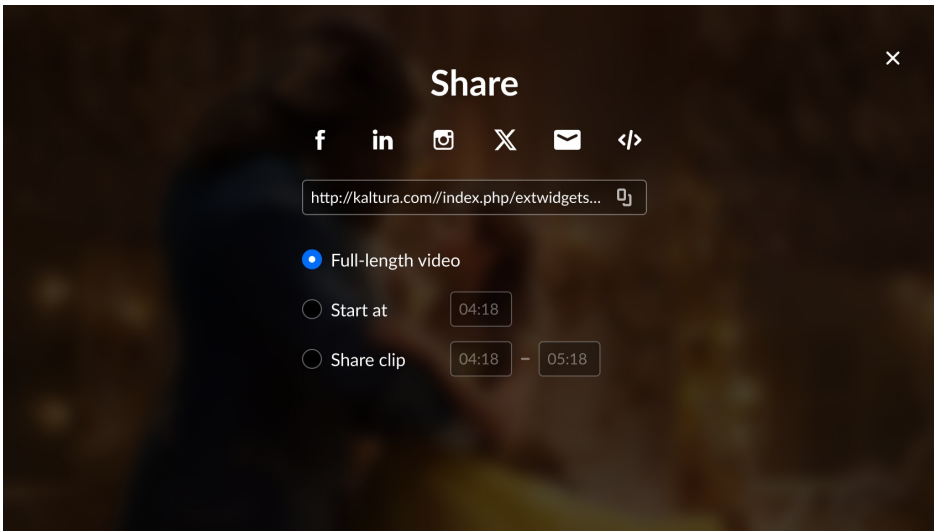 Share
f in X </>
http://kaltura.com//index.php/extwidgets...
Full-length video
Start at 04:18
Share clip 04:18 – 05:18